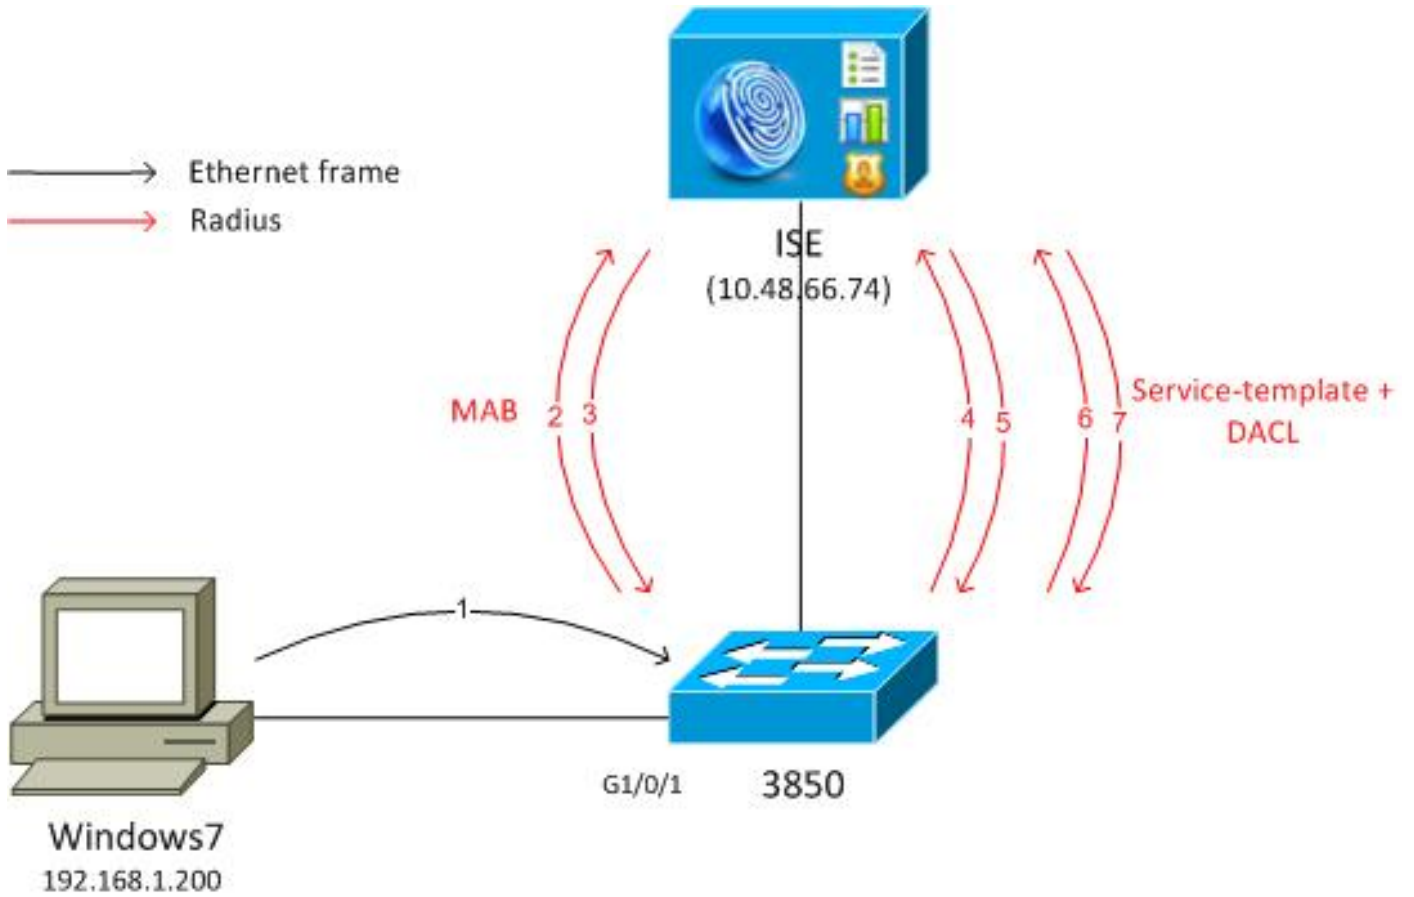 Ethernet frame
Radius
ISE
(10.48.66.74)
MAB
2
3
4
5
6
7
Service-template +
DACL
1
G1/0/1
3850
Windows7
192.168.1.200